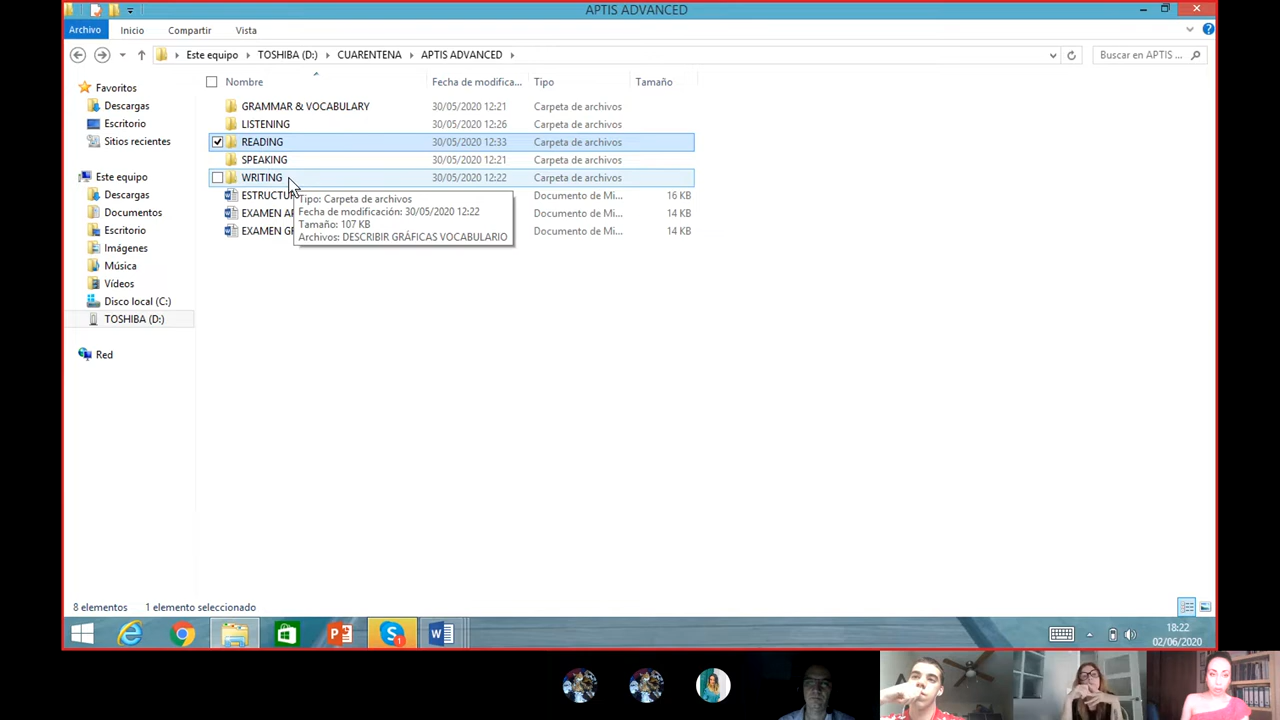 APTIS ADVANCED
Archivo Inicio Compartir Vista
Este equipo TOSHIBA (D:) CUARENTENA APTIS ADVANCED Buscar en APTIS ...
Favoritos
Descargas
Escritorio
Sitios recientes
Este equipo
Descargas
Documentos
Escritorio
Imágenes
Música
Vídeos
Disco local (C:)
TOSHIBA (D:)
Red
Nombre Fecha de modifica... Tipo Tamaño
GRAMMAR & VOCABULARY 30/05/2020 12:21 Carpeta de archivos
LISTENING 30/05/2020 12:26 Carpeta de archivos
READING 30/05/2020 12:33 Carpeta de archivos
SPEAKING 30/05/2020 12:21 Carpeta de archivos
WRITING 30/05/2020 12:22 Carpeta de archivos
Documento de Mi... 16 KB
EXAMEN Documento de Mi... 14 KB
EXAMEN Documento de Mi... 14 KB
Tipo: Carpeta de archivos
Fecha de modificación: 30/05/2020 12:22
Tamaño: 107 KB
Archivos: DESCRIBIR GRÁFICAS VOCABULARIO
8 elementos 1 elemento seleccionado
18:22
02/06/2020